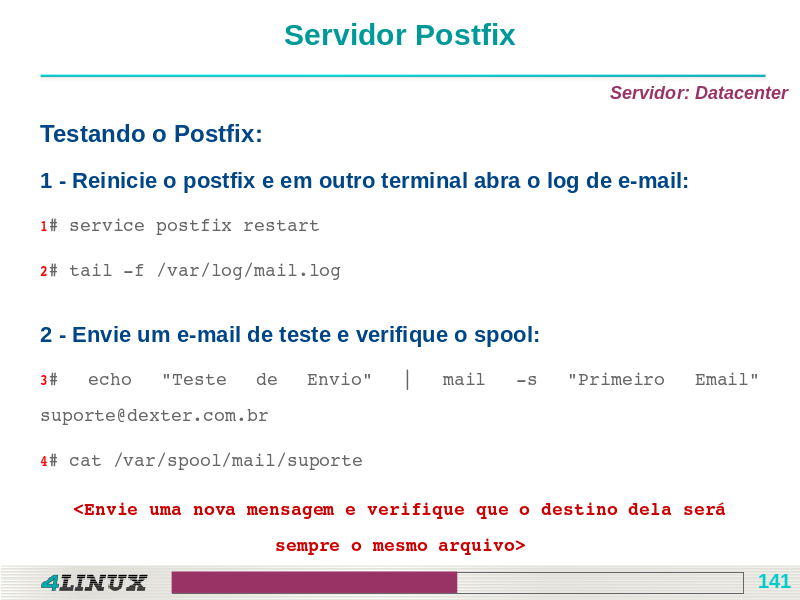 Servidor Postfix
Servidor: Datacenter
Testando o Postfix:
1 - Reinicie o postfix e em outro terminal abra o log de e-mail:
1# service postfix restart
2# tail -f /var/log/mail.log
2 - Envie um e-mail de teste e verifique o spool:
3# echo "Teste de Envio" | mail -s "Primeiro Email"
suporte@dexter.com.br
4# cat /var/spool/mail/suporte
<Envie uma nova mensagem e verifique que o destino dela será
sempre o mesmo arquivo>
4LINUX
141